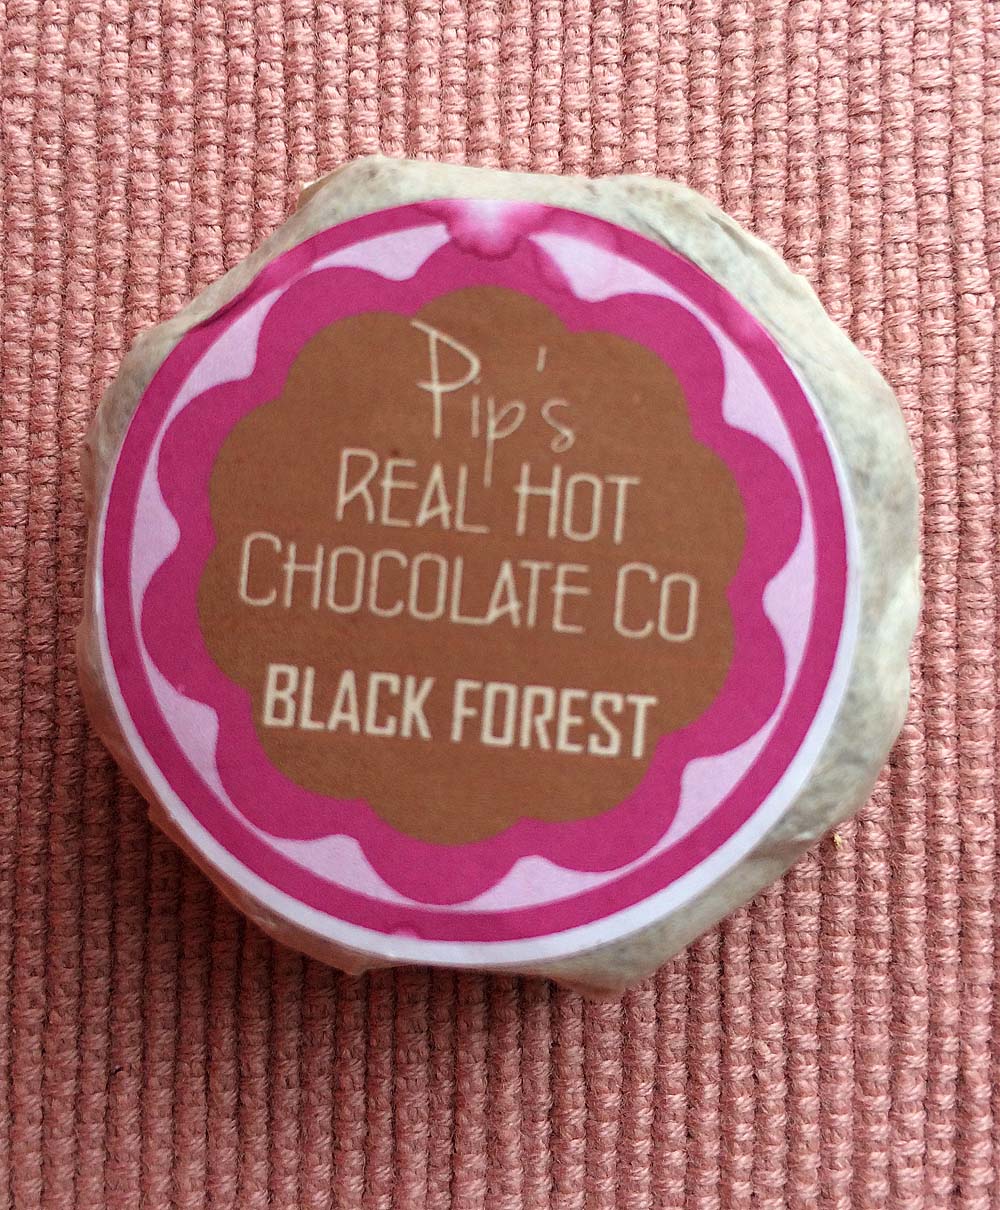 Pip's
REAL HOT
CHOCOLATE CO
BLACK FOREST